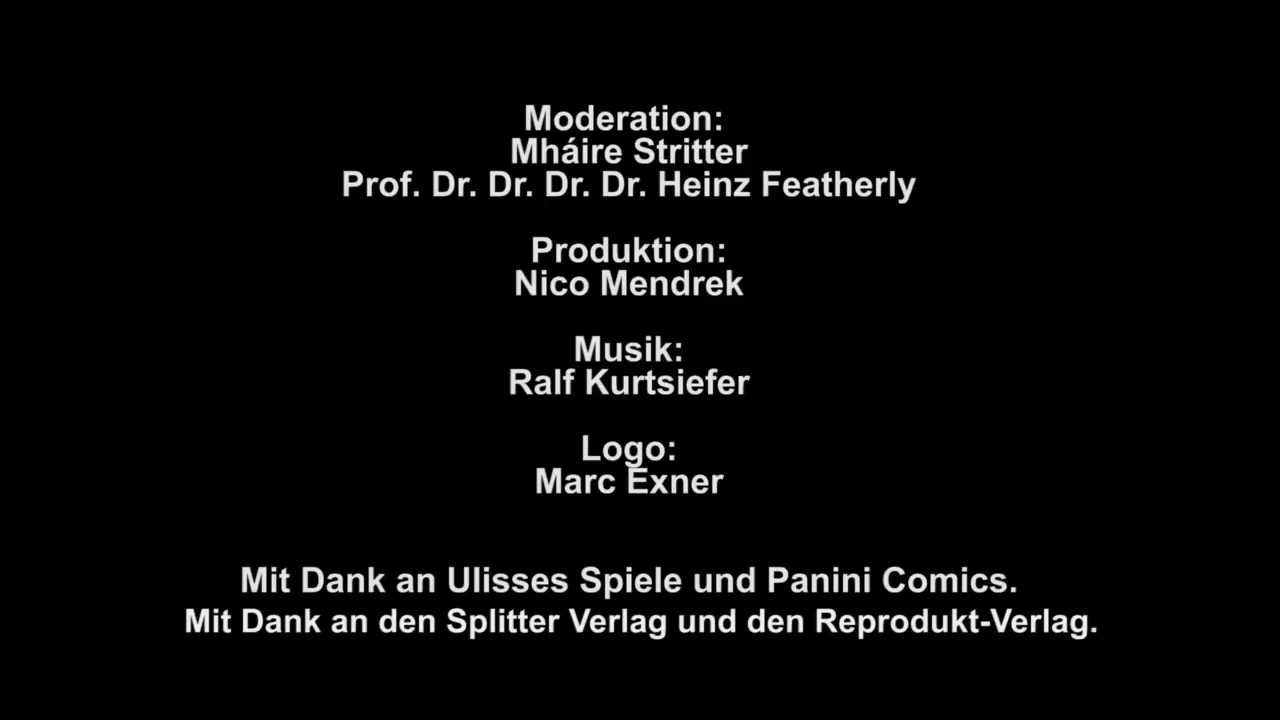 Moderation:
Mháire Stritter
Prof. Dr. Dr. Dr. Dr. Heinz Featherly
Produktion:
Nico Mendrek
Musik:
Ralf Kurtsiefer
Logo:
Marc Exner
Mit Dank an Ulisses Spiele und Panini Comics.
Mit Dank an den Splitter Verlag und den Reprodukt-Verlag.